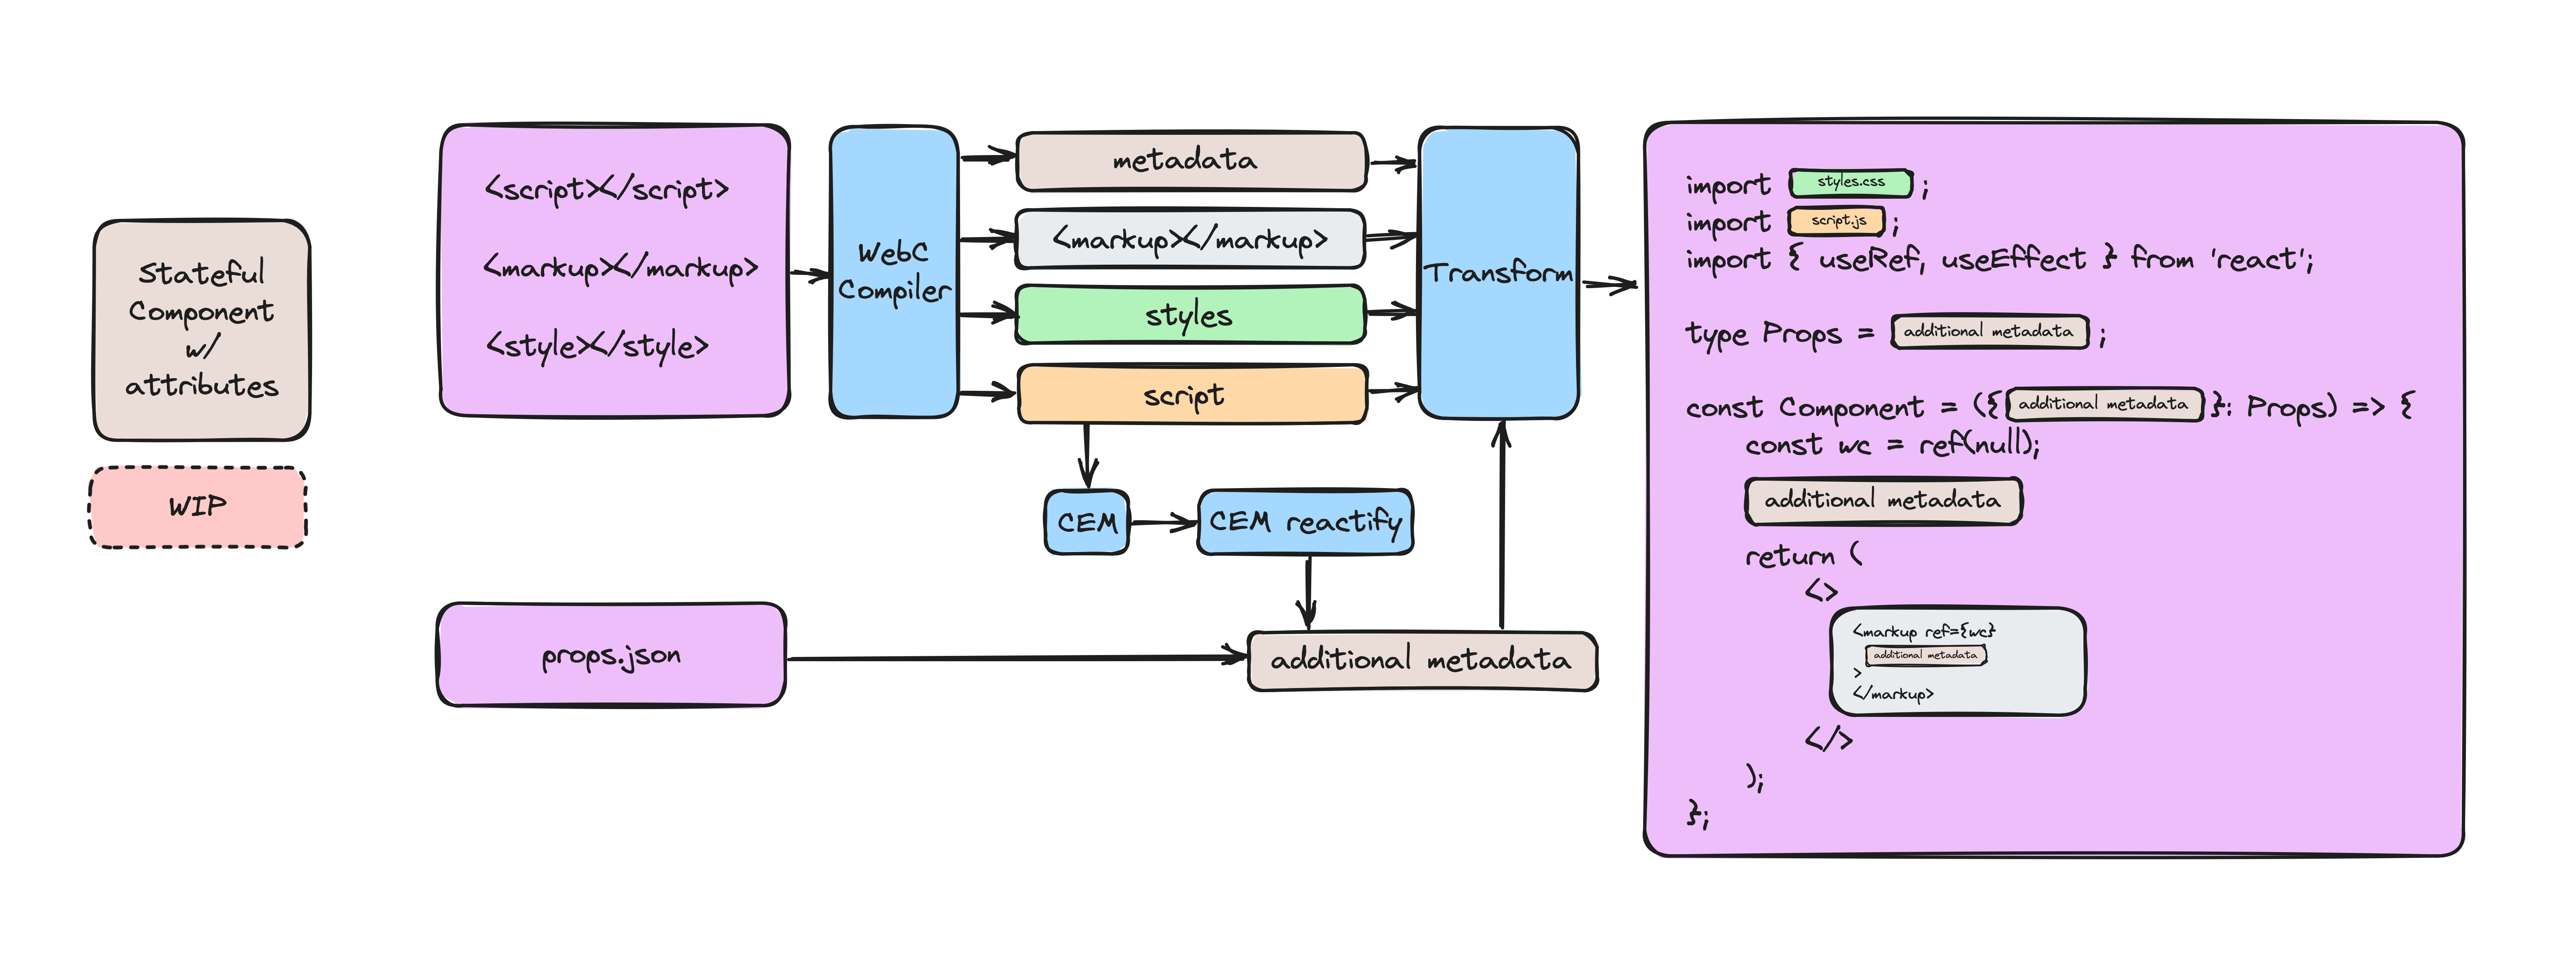 Stateful
Component
w/
attributes
WIP
<script></script>
<markup></markup>
<style></style>
props.json
WebC
Compiler
metadata
<markup></markup>
styles
script
CEM
CEM reactify
additional metadata
Transform
import styles.css ;
import script.js ;
import { useRef, useEffect } from 'react';
type Props = additional metadata ;
const Component = ({ additional metadata }: Props) => {
const wc = ref(null);
additional metadata
return (
<>
<markup ref={wc}
additional metadata
>
</markup>
</>
);
};